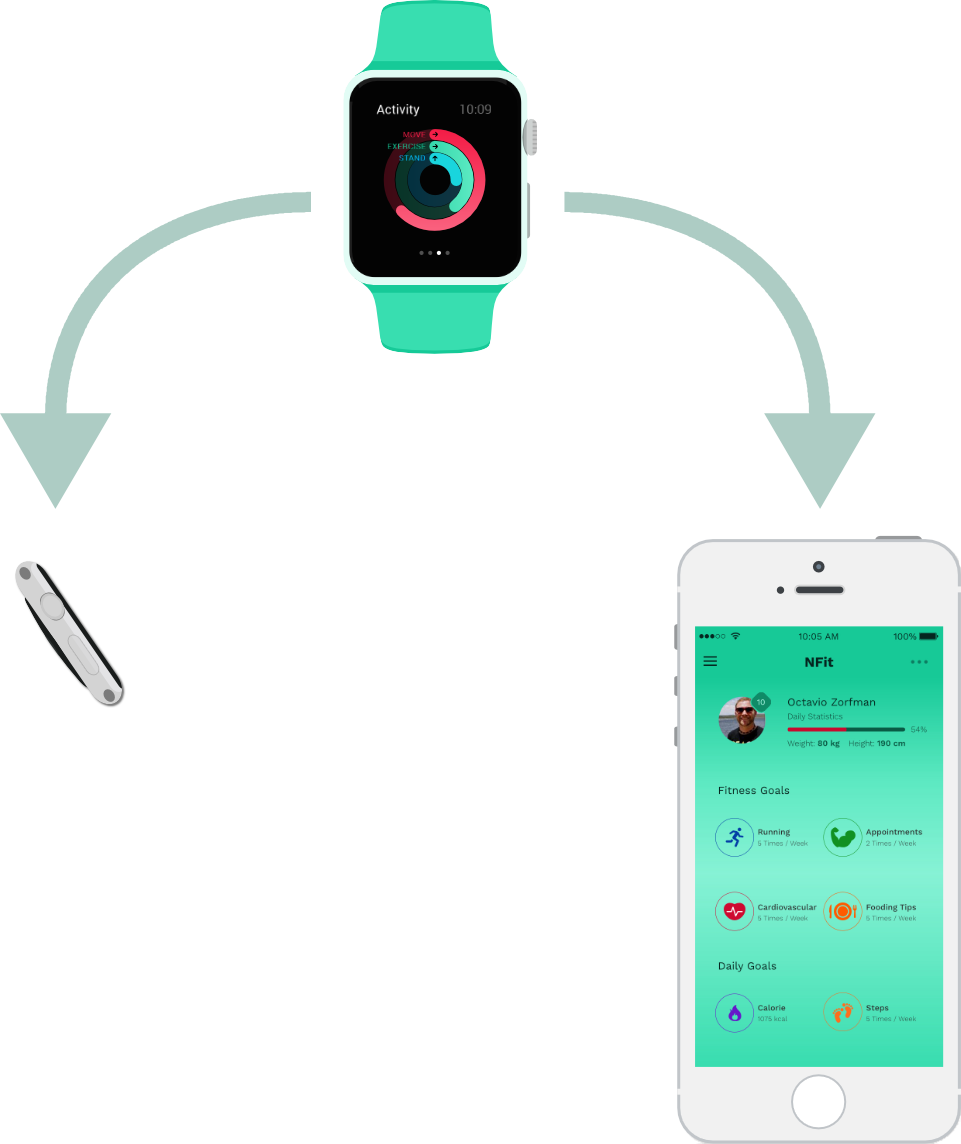 Activity 10:09
MOVE
EXERCISE
STAND
10:05 AM 100%
NFit
10
Octavio Zorfman
Daily Statistics
54%
Weight: 80 kg Height: 190 cm
Fitness Goals
Running
5 Times / Week
Appointments
2 Times / Week
Cardiovascular
5 Times / Week
Fooding Tips
5 Times / Week
Daily Goals
Calorie
1075 kcal
Steps
5 Times / Week